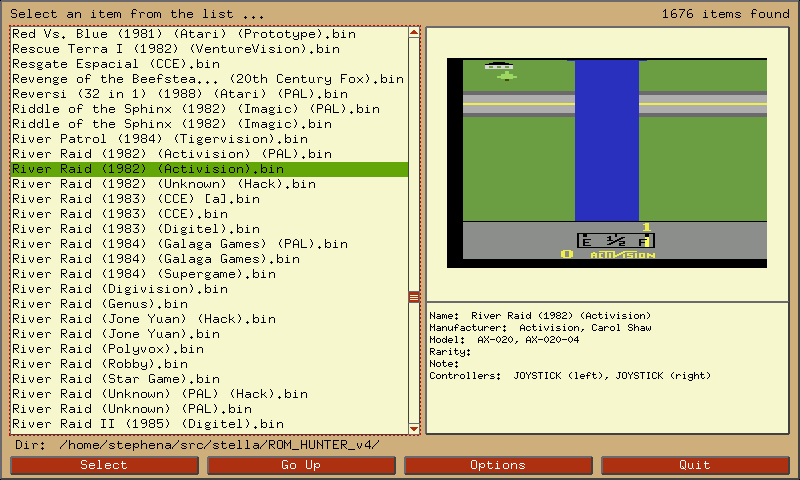 Select an item from the list ...
1676 items found
Red Vs. Blue (1981) (Atari) (Prototype).bin
Rescue Terra I (1982) (VentureVision).bin
Resgate Espacial (CCE).bin
Revenge of the Beefstea... (20th Century Fox).bin
Reversi (32 in 1) (1988) (Atari) (PAL).bin
Riddle of the Sphinx (1982) (Imagic) (PAL).bin
Riddle of the Sphinx (1982) (Imagic).bin
River Patrol (1984) (Tigervision).bin
River Raid (1982) (Activision) (PAL).bin
River Raid (1982) (Activision).bin
River Raid (1982) (Unknown) (Hack).bin
River Raid (1983) (CCE) [a].bin
River Raid (1983) (CCE).bin
River Raid (1983) (Digitel).bin
River Raid (1984) (Galaga Games) (PAL).bin
River Raid (1984) (Galaga Games).bin
River Raid (1984) (Supergame).bin
River Raid (Digivision).bin
River Raid (Genus).bin
River Raid (Jone Yuan) (Hack).bin
River Raid (Jone Yuan).bin
River Raid (Polyvox).bin
River Raid (Robby).bin
River Raid (Star Game).bin
River Raid (Unknown) (PAL) (Hack).bin
River Raid (Unknown) (PAL).bin
River Raid II (1985) (Digitel).bin
1
E ½ F 1
0 ACTIVISION
Name: River Raid (1982) (Activision)
Manufacturer: Activision, Carol Shaw
Model: AX-020, AX-020-04
Rarity:
Note:
Controllers: JOYSTICK (left), JOYSTICK (right)
Dir: /home/stephena/src/stella/ROM_HUNTER_v4/
Select
Go Up
Options
Quit